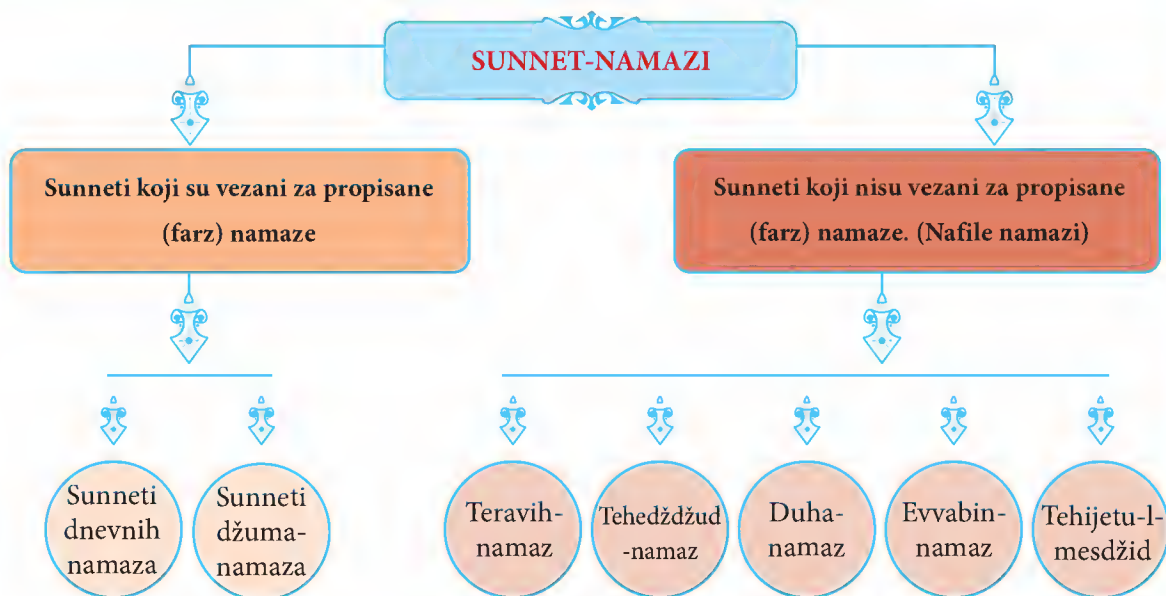 SUNNET-NAMAZI
Sunneti koji su vezani za propisane
(farz) namaze
Sunneti koji nisu vezani za propisane
(farz) namaze. (Nafile namazi)
Sunneti
dnevnih
namaza
Sunneti
džuma-
namaza
Teravih-
namaz
Tehedždžud
-namaz
Duha-
namaz
Evvabin-
namaz
Tehijetu-l-
mesdžid